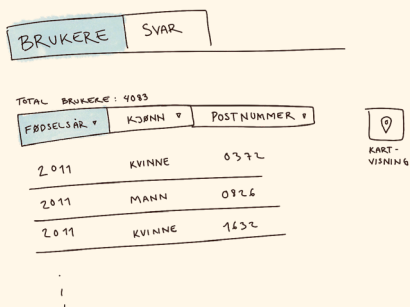 BRUKERE SVAR
TOTAL BRUKERE: 4083
FØDSELSÅR KJØNN POSTNUMMER
KART-
VISNING
2011 KVINNE 0372
2011 MANN 0826
2011 KVINNE 1632